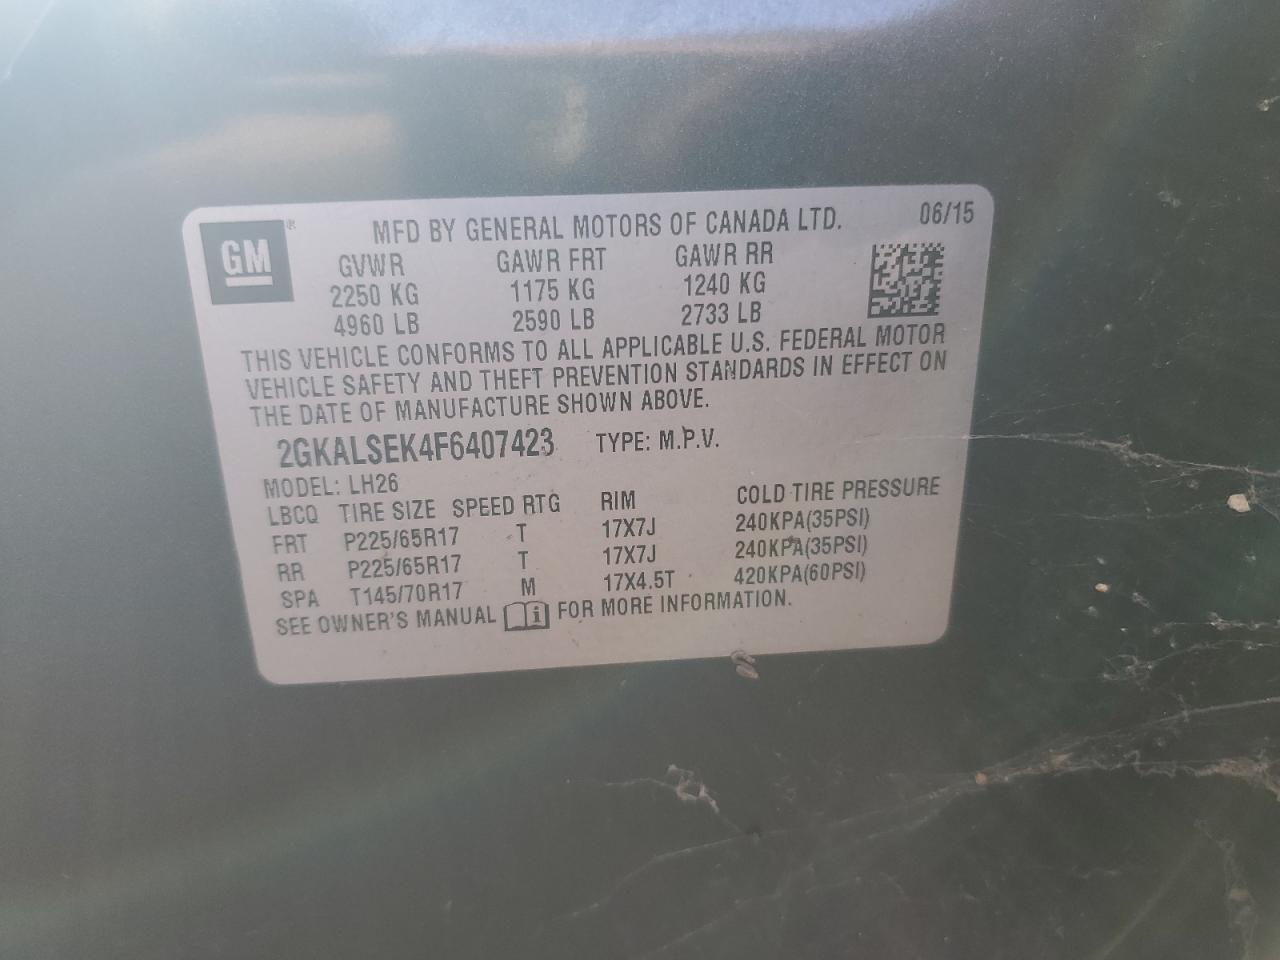 GM ®
MFD BY GENERAL MOTORS OF CANADA LTD. 06/15
GVWR GAWR FRT GAWR RR
2250 KG 1175 KG 1240 KG
4960 LB 2590 LB 2733 LB
THIS VEHICLE CONFORMS TO ALL APPLICABLE U.S. FEDERAL MOTOR
VEHICLE SAFETY AND THEFT PREVENTION STANDARDS IN EFFECT ON
THE DATE OF MANUFACTURE SHOWN ABOVE.
2GKALSEK4F6407423 TYPE: M.P.V.
MODEL: LH26
LBCQ TIRE SIZE SPEED RTG RIM COLD TIRE PRESSURE
FRT P225/65R17 T 17X7J 240KPA(35PSI)
RR P225/65R17 T 17X7J 240KPA(35PSI)
SPA T145/70R17 M 17X4.5T 420KPA(60PSI)
SEE OWNER'S MANUAL i FOR MORE INFORMATION.